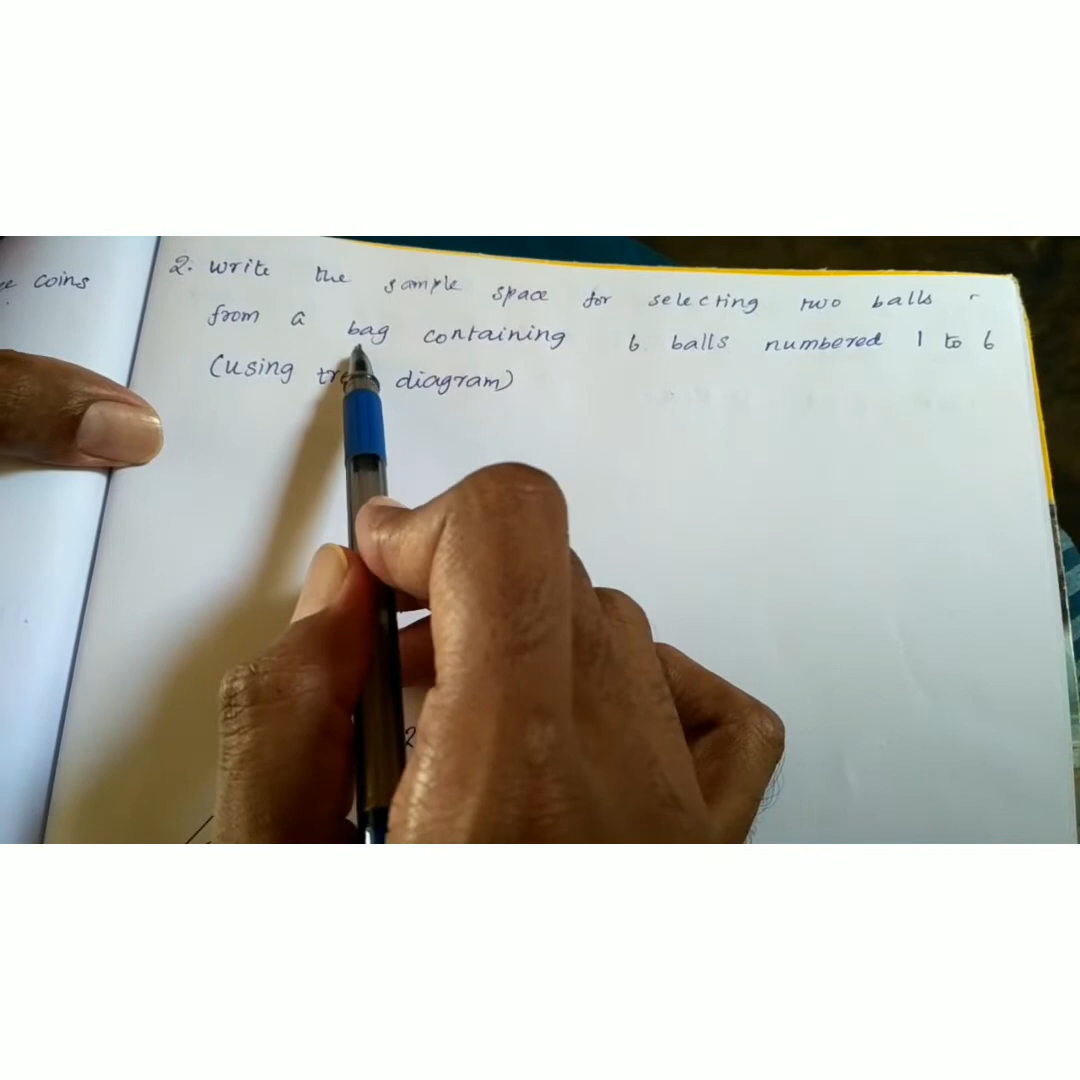 coins
2. Write the sample space for selecting two balls
from a bag containing 6 balls numbered 1 to 6
(using diagram)
2